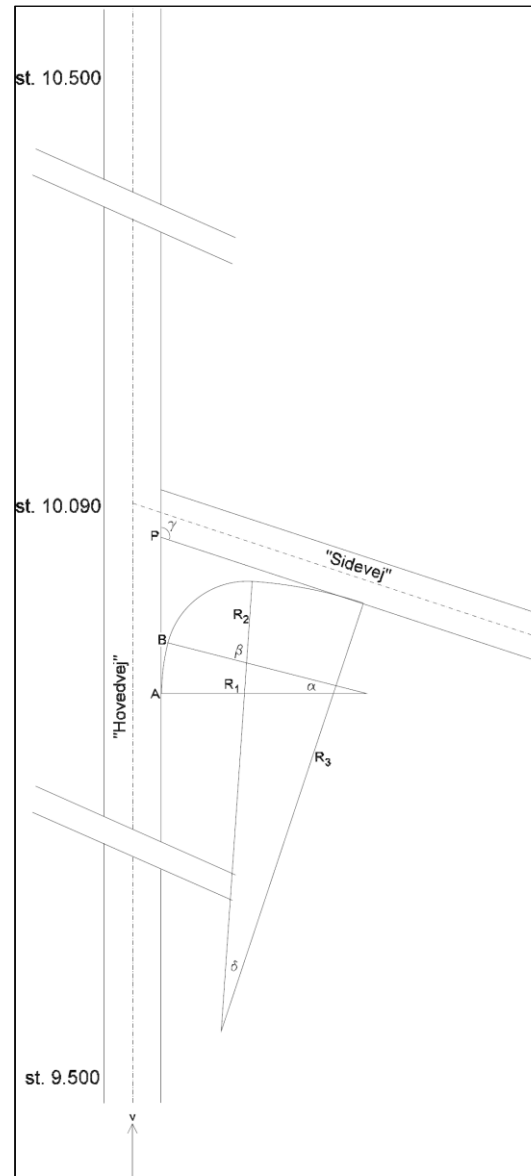 st. 10.500
st. 10.090
γ
P
"Sidevej"
R₂
B
β
"Hovedvej"
A
R₁
α
R₃
δ
st. 9.500
v